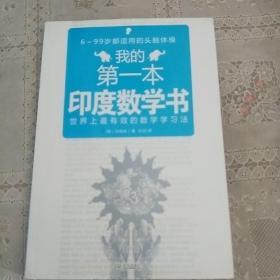 6~99岁都适用的头脑体操
我的
第一本
印度数学书
世界上最有效的数学学习法
著